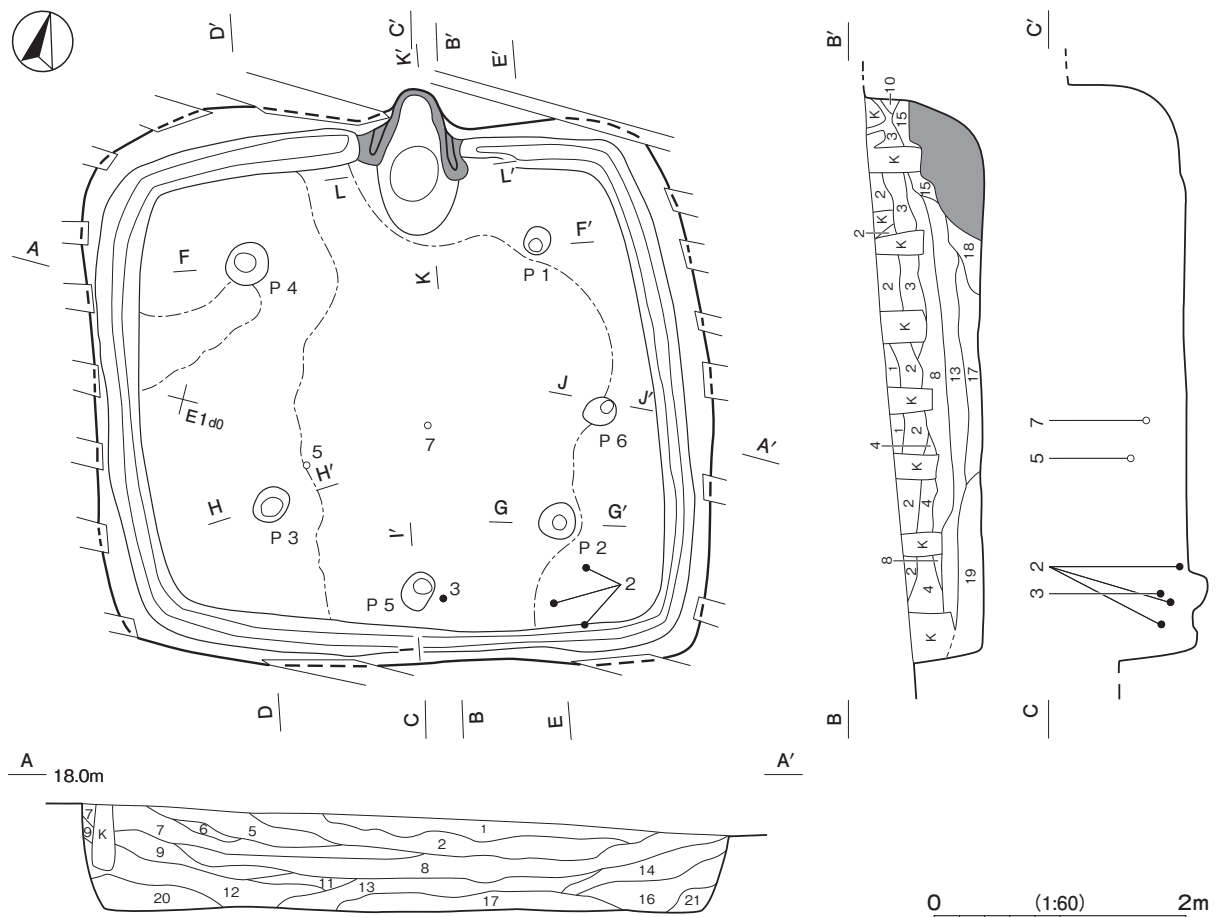 D′
C′
K′
B′
E′
B′
C′
L
L′
A
F
P 4
K
F′
P 1
E1d0
J
J′
P 6
A′
5
7
H
H′
P 3
I′
G
G′
P 2
P 5
3
2
D
C
B
E
10
K
15
3
K
2
3
15
K
2
K
18
2
3
K
1
2
8
13
17
K
1
2
4
K
2
4
K
8
2
4
19
K
B
7
5
2
3
C
A
18.0m
A′
7
9
K
7
6
5
1
2
9
8
14
11
13
12
20
17
16
21
0
(1:60)
2m